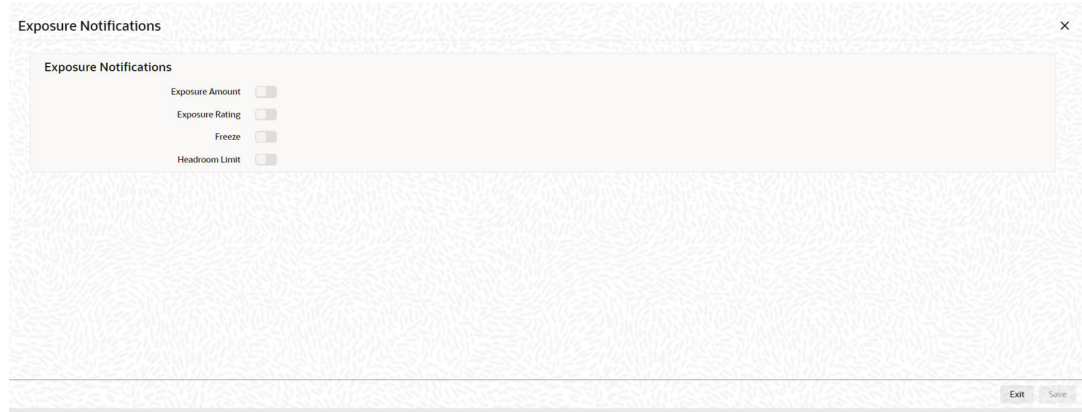 Exposure Notifications
Exposure Notifications
Exposure Amount
Exposure Rating
Freeze
Headroom Limit
Exit Save